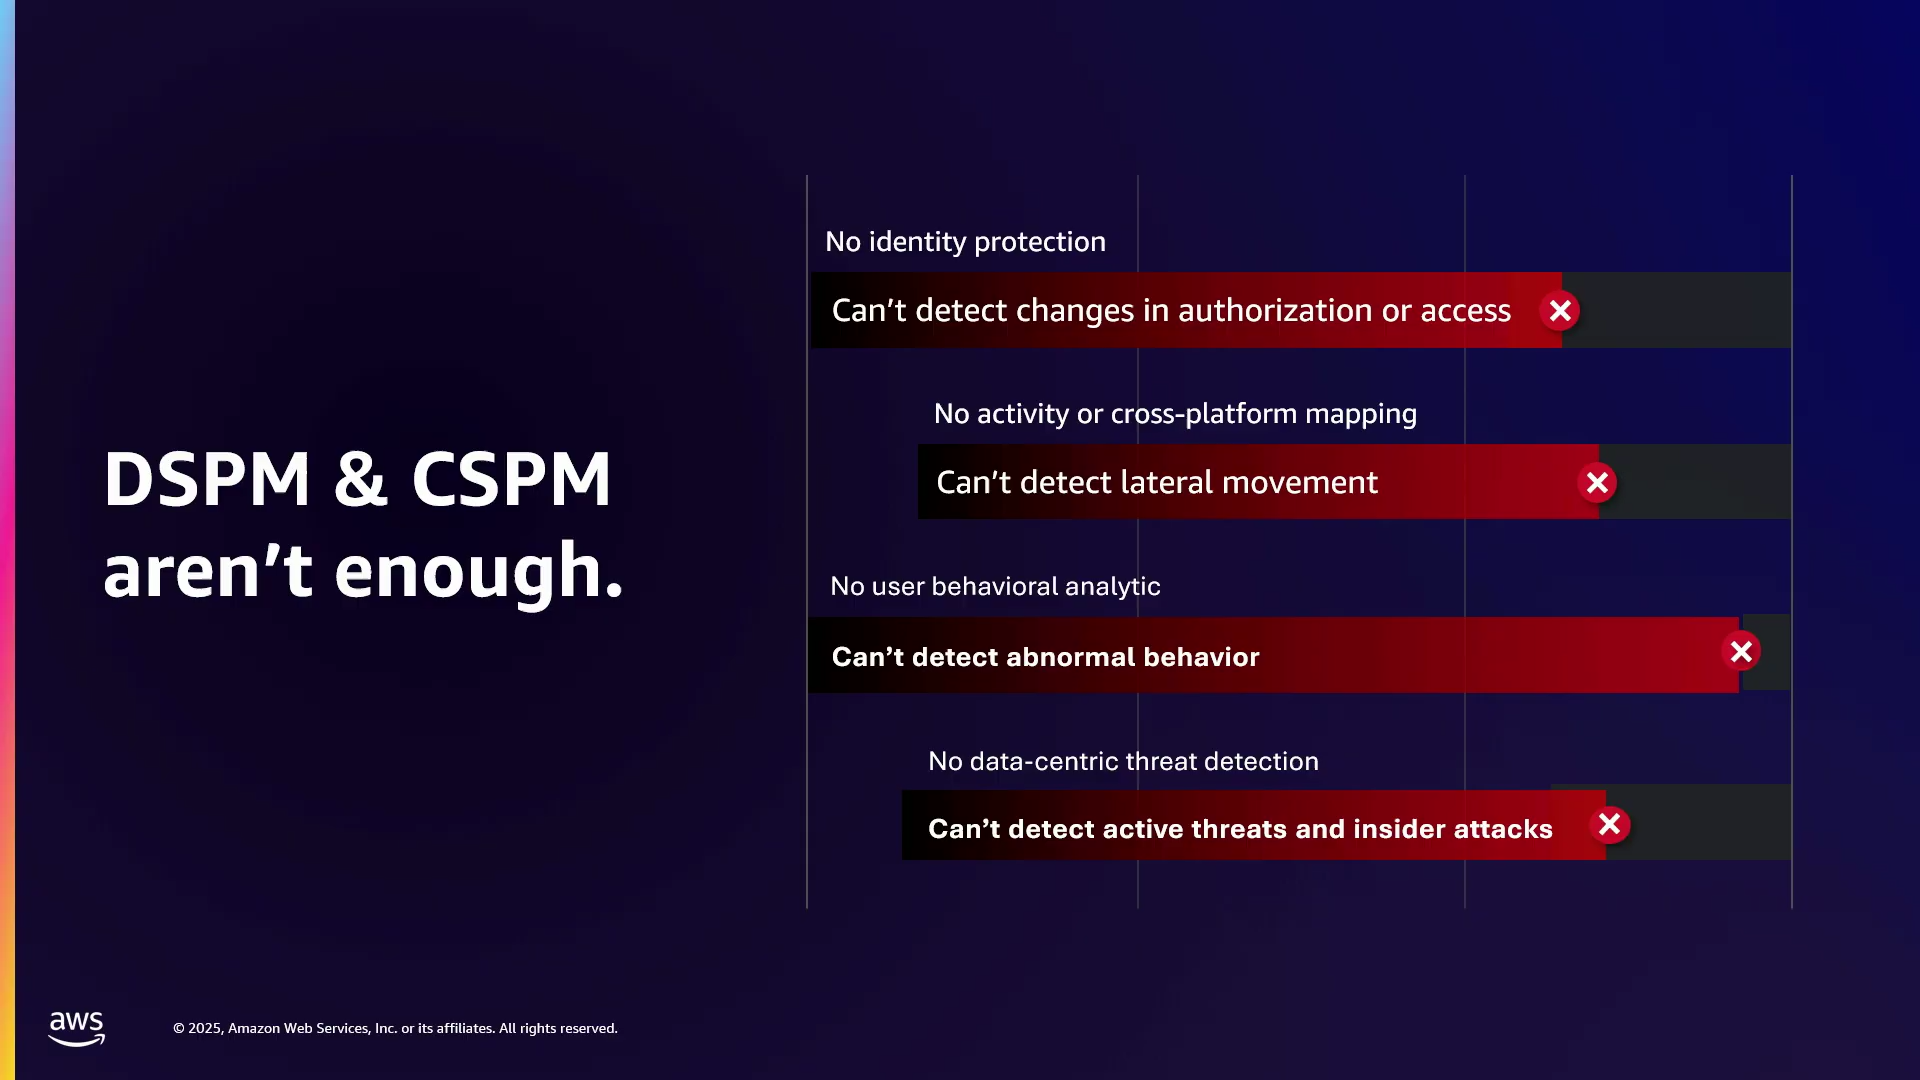 DSPM & CSPM
aren’t enough.
No identity protection
Can’t detect changes in authorization or access
No activity or cross-platform mapping
Can’t detect lateral movement
No user behavioral analytic
Can’t detect abnormal behavior
No data-centric threat detection
Can’t detect active threats and insider attacks
aws
© 2025, Amazon Web Services, Inc. or its affiliates. All rights reserved.